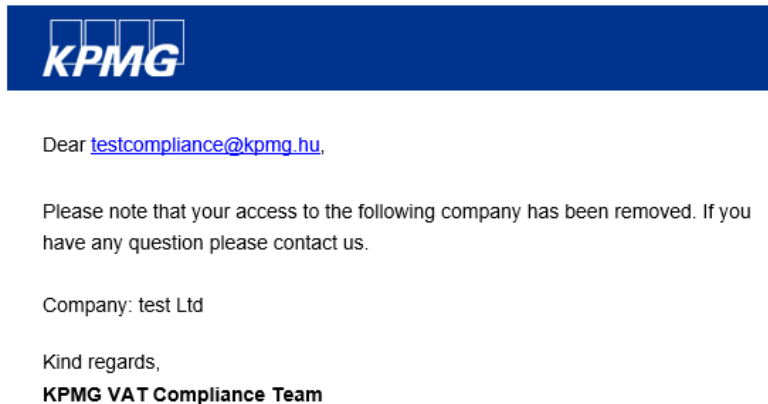 KPMG
Dear testcompliance@kpmg.hu,
Please note that your access to the following company has been removed. If you
have any question please contact us.
Company: test Ltd
Kind regards,
KPMG VAT Compliance Team